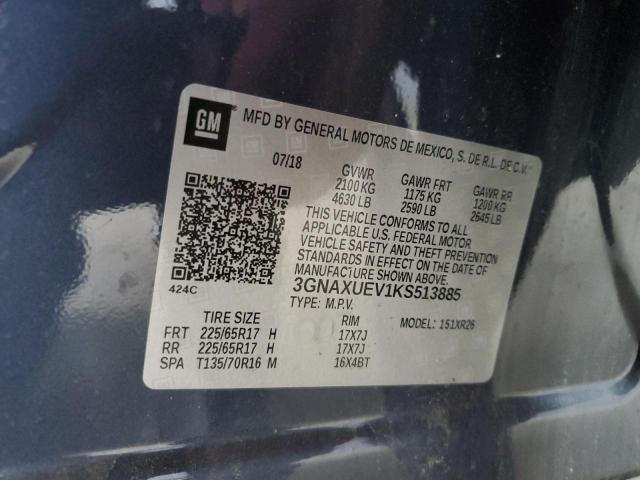 GM
MFD BY GENERAL MOTORS DE MEXICO, S. DE R.L. DE C.V.
07/18
GVWR GAWR FRT GAWR RR
2100 KG 1175 KG 1200 KG
4630 LB 2590 LB 2645 LB
THIS VEHICLE CONFORMS TO ALL
APPLICABLE U.S. FEDERAL MOTOR
VEHICLE SAFETY AND THEFT PREVENTION
STANDARDS IN EFFECT ON THE DATE OF
MANUFACTURE SHOWN ABOVE.
424C
3GNAXUEV1KS513885
TYPE: M.P.V. MODEL: 151XR26
TIRE SIZE RIM
FRT 225/65R17 H 17X7J
RR 225/65R17 H 17X7J
SPA T135/70R16 M 16X4BT